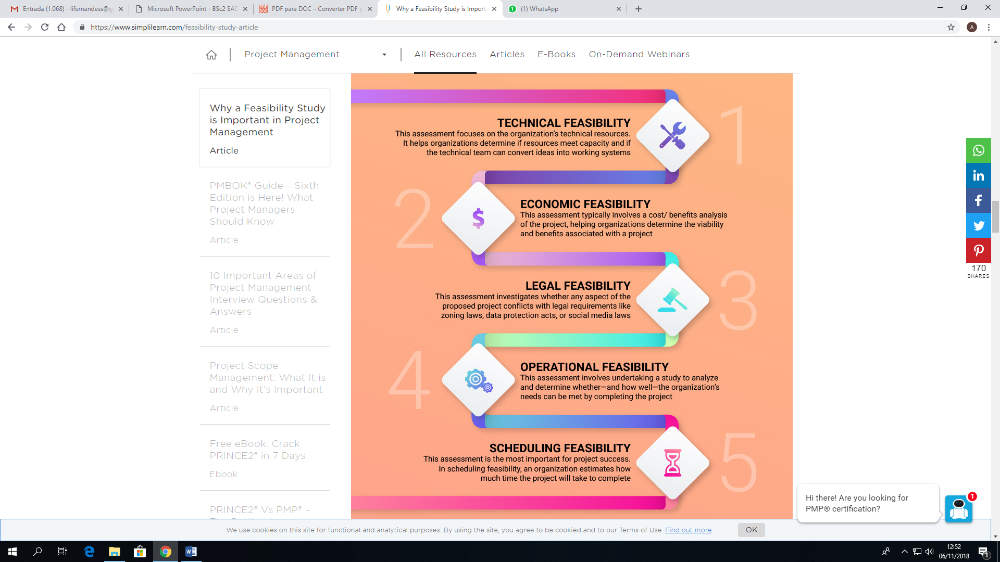 Entrada (1.068) - lifernandess@g
Microsoft PowerPoint - BSc2 SAD
PDF para DOC – Converter PDF p
Why a Feasibility Study is Import
(1) WhatsApp
https://www.simplilearn.com/feasibility-study-article
A
Project Management
All Resources
Articles
E-Books
On-Demand Webinars
Why a Feasibility Study
is Important in Project
Management
Article
PMBOK® Guide – Sixth
Edition is Here! What
Project Managers
Should Know
Article
10 Important Areas of
Project Management
Interview Questions &
Answers
Article
Project Scope
Management: What It is
and Why It's Important
Article
Free eBook: Crack
PRINCE2® in 7 Days
Ebook
PRINCE2® Vs PMP® –
1
TECHNICAL FEASIBILITY
This assessment focuses on the organization's technical resources.
It helps organizations determine if resources meet capacity and if
the technical team can convert ideas into working systems
2
$
ECONOMIC FEASIBILITY
This assessment typically involves a cost/ benefits analysis
of the project, helping organizations determine the viability
and benefits associated with a project
3
LEGAL FEASIBILITY
This assessment investigates whether any aspect of the
proposed project conflicts with legal requirements like
zoning laws, data protection acts, or social media laws
4
OPERATIONAL FEASIBILITY
This assessment involves undertaking a study to analyze
and determine whether—and how well—the organization's
needs can be met by completing the project
5
SCHEDULING FEASIBILITY
This assessment is the most important for project success.
In scheduling feasibility, an organization estimates how
much time the project will take to complete
170
SHARES
Hi there! Are you looking for
PMP® certification?
1
We use cookies on this site for functional and analytical purposes. By using the site, you agree to be cookied and to our Terms of Use. Find out more
OK
12:52
06/11/2018
1